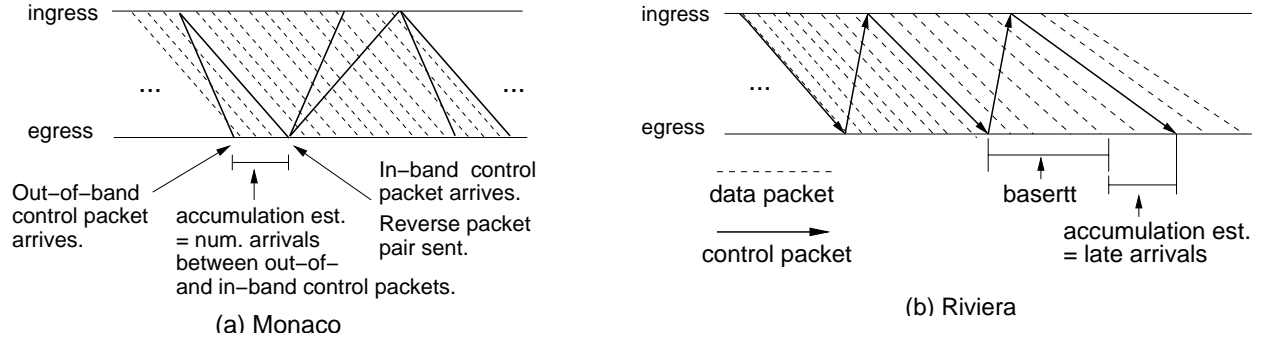 ingress
...
...
egress
Out-of-band
control packet
arrives.
accumulation est.
= num. arrivals
between out-of-
and in-band control packets.
In-band control
packet arrives.
Reverse packet
pair sent.
(a) Monaco
ingress
...
egress
data packet
control packet
basertt
accumulation est.
= late arrivals
(b) Riviera